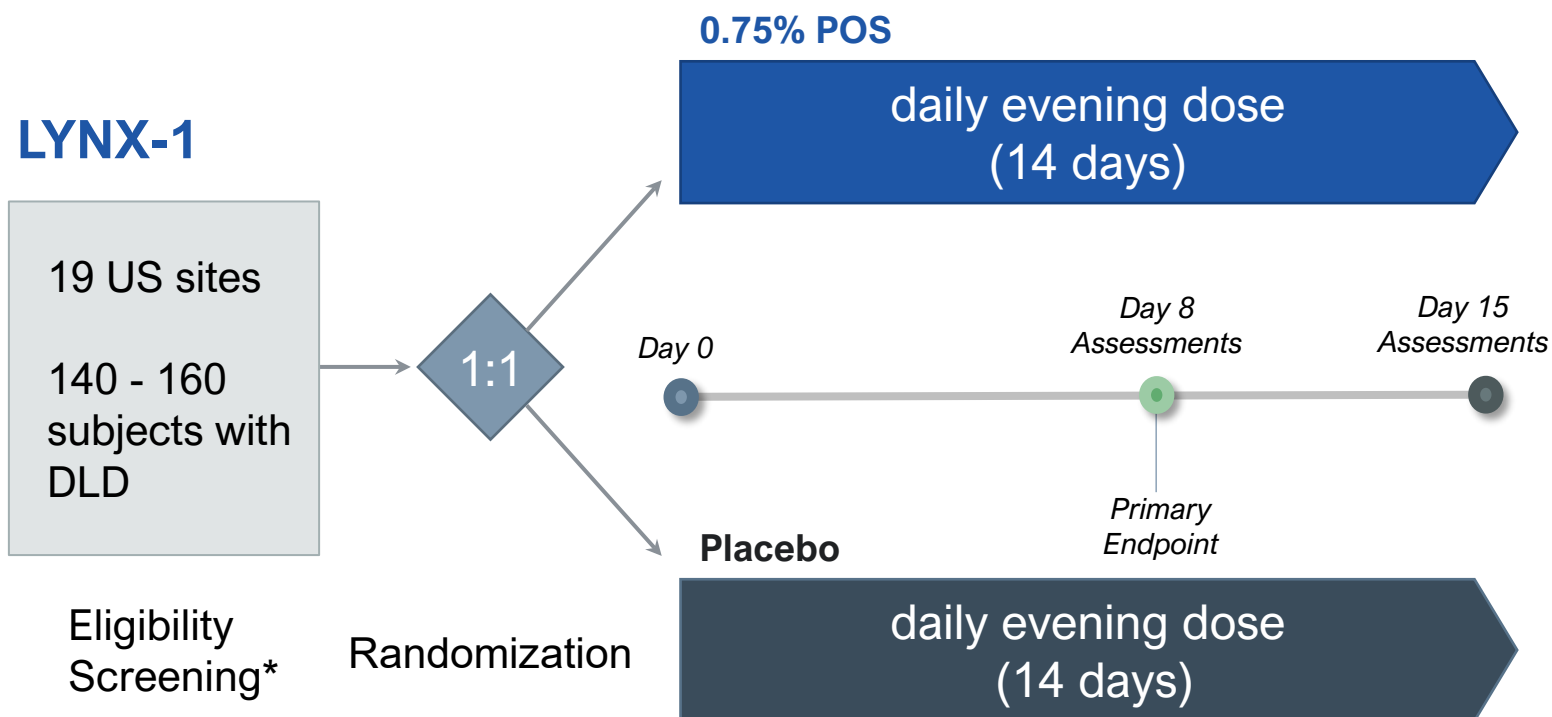 LYNX-1
19 US sites
140 - 160
subjects with
DLD
Eligibility
Screening*
1:1
Randomization
0.75% POS
daily evening dose
(14 days)
Day 0
Day 8
Assessments
Day 15
Assessments
Primary
Endpoint
Placebo
daily evening dose
(14 days)